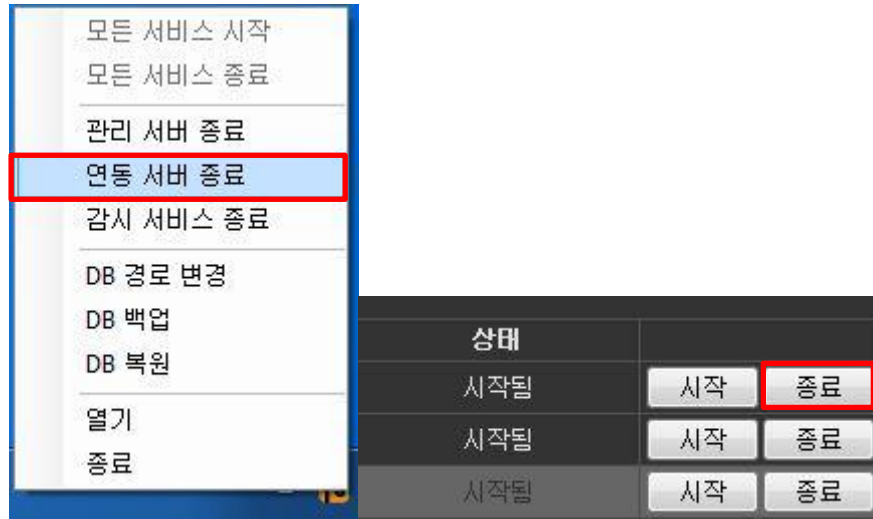 모든 서비스 시작
모든 서비스 종료
관리 서버 종료
연동 서버 종료
감시 서비스 종료
DB 경로 변경
DB 백업
DB 복원
열기
종료
상태
시작됨 시작 종료
시작됨 시작 종료
시작됨 시작 종료